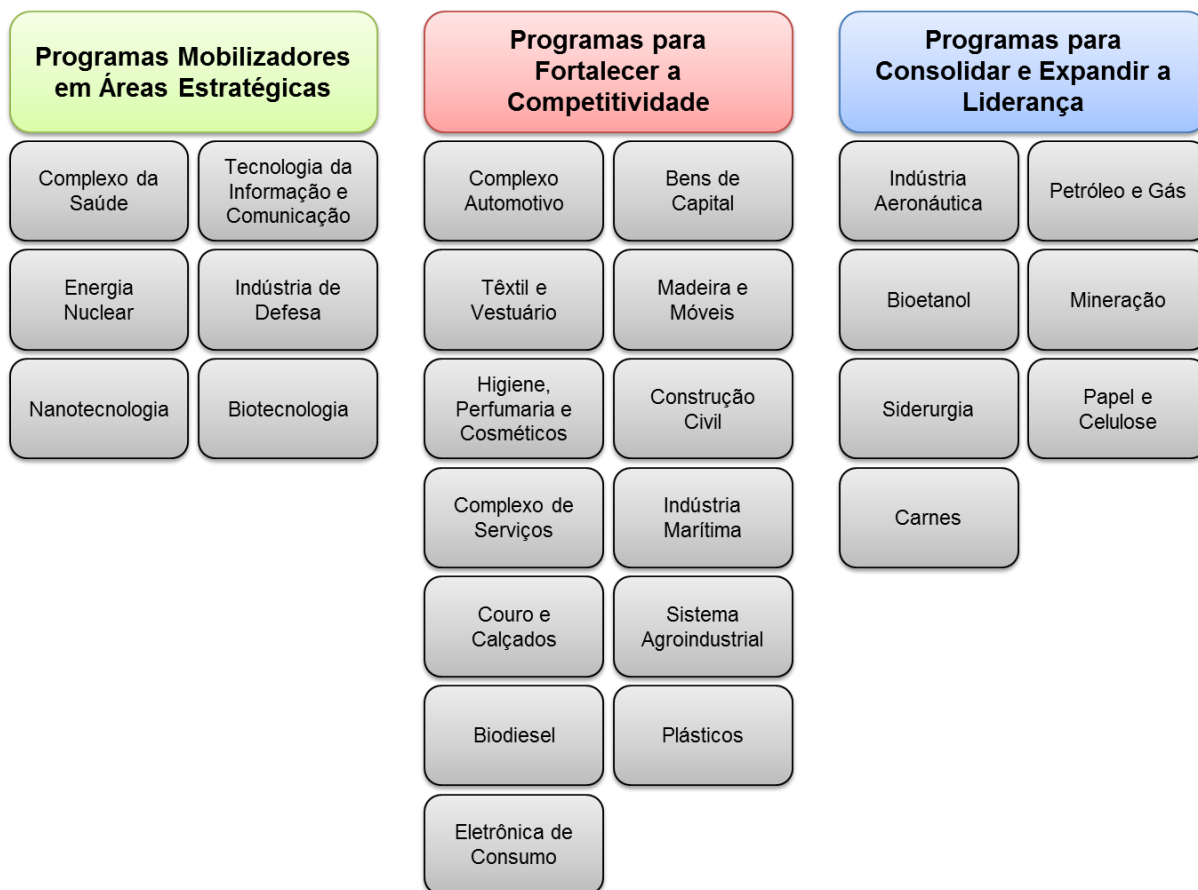 Programas Mobilizadores
em Áreas Estratégicas
Complexo da
Saúde
Tecnologia da
Informação e
Comunicação
Energia
Nuclear
Indústria de
Defesa
Nanotecnologia
Biotecnologia
Programas para
Fortalecer a
Competitividade
Complexo
Automotivo
Bens de
Capital
Têxtil e
Vestuário
Madeira e
Móveis
Higiene,
Perfumaria e
Cosméticos
Construção
Civil
Complexo de
Serviços
Indústria
Marítima
Couro e
Calçados
Sistema
Agroindustrial
Biodiesel
Plásticos
Eletrônica de
Consumo
Programas para
Consolidar e Expandir a
Liderança
Indústria
Aeronáutica
Petróleo e Gás
Bioetanol
Mineração
Siderurgia
Papel e
Celulose
Carnes